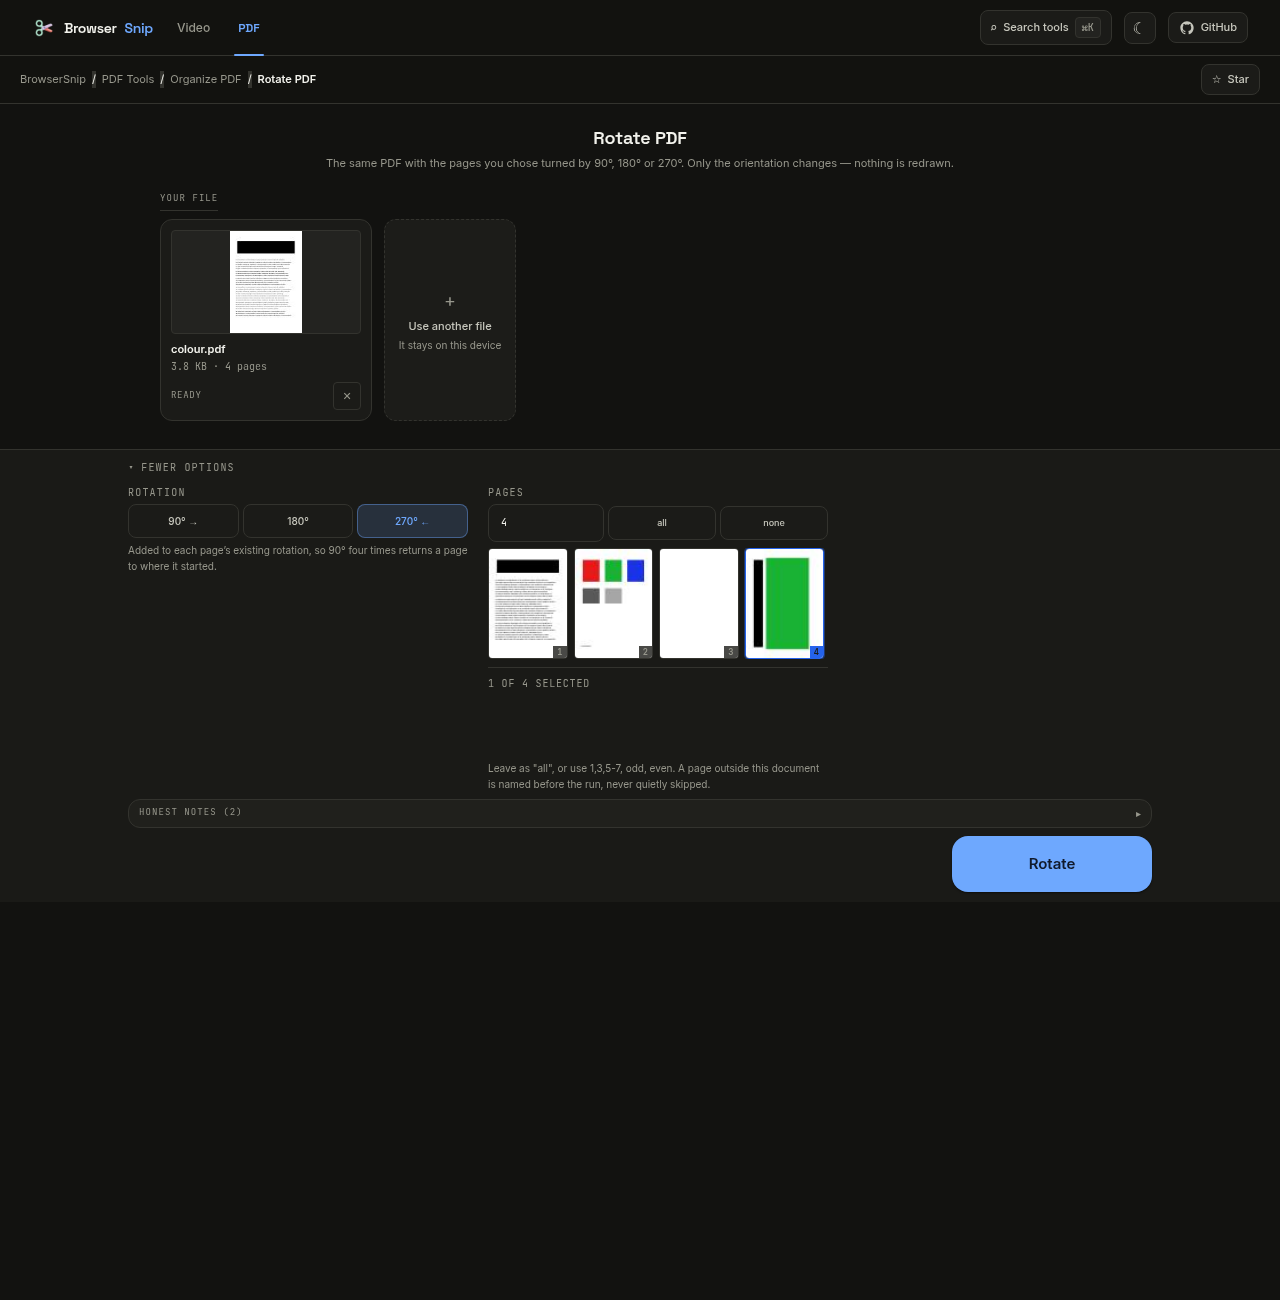 Browser Snip Video PDF Search tools ⌘K GitHub
BrowserSnip / PDF Tools / Organize PDF / Rotate PDF ☆ Star
Rotate PDF
The same PDF with the pages you chose turned by 90°, 180° or 270°. Only the orientation changes — nothing is redrawn.
YOUR FILE
colour.pdf
3.8 KB · 4 pages
READY ×
+
Use another file
It stays on this device
▾ FEWER OPTIONS
ROTATION
90° → 180° 270° ←
Added to each page's existing rotation, so 90° four times returns a page
to where it started.
PAGES
4 all none
1 2 3 4
1 OF 4 SELECTED
Leave as "all", or use 1,3,5-7, odd, even. A page outside this document
is named before the run, never quietly skipped.
HONEST NOTES (2) ▸
Rotate